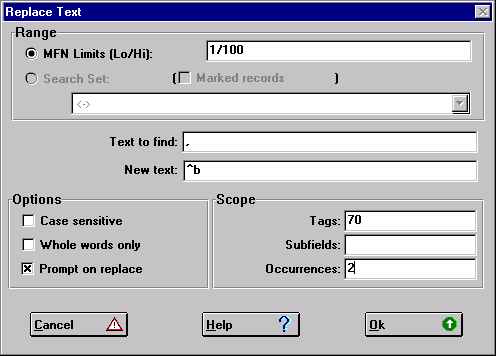 Replace Text
Range
MFN Limits (Lo/Hi): 1/100
Search Set: ( Marked records )
<->
Text to find: ,
New text: ^b
Options
Case sensitive
Whole words only
Prompt on replace
Scope
Tags: 70
Subfields:
Occurrences: 2
Cancel Help ? Ok